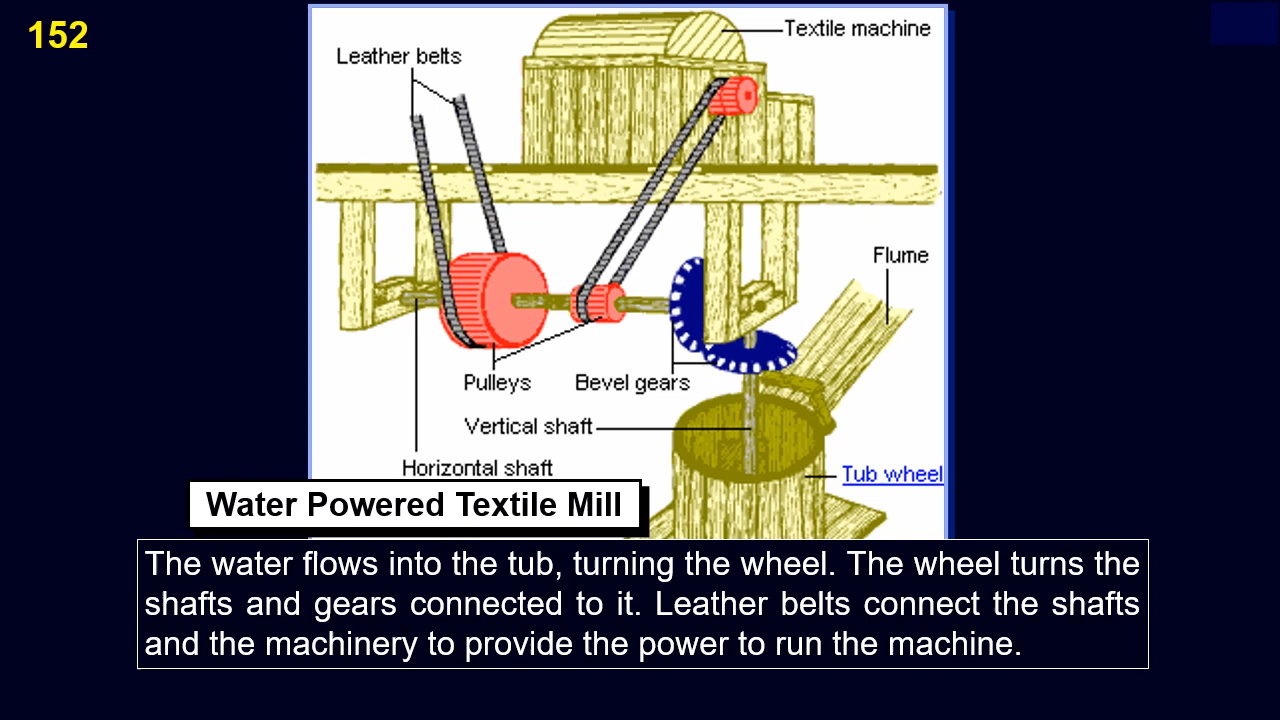 152
Textile machine
Leather belts
Flume
Pulleys
Bevel gears
Vertical shaft
Horizontal shaft
Tub wheel
Water Powered Textile Mill
The water flows into the tub, turning the wheel. The wheel turns the
shafts and gears connected to it. Leather belts connect the shafts
and the machinery to provide the power to run the machine.